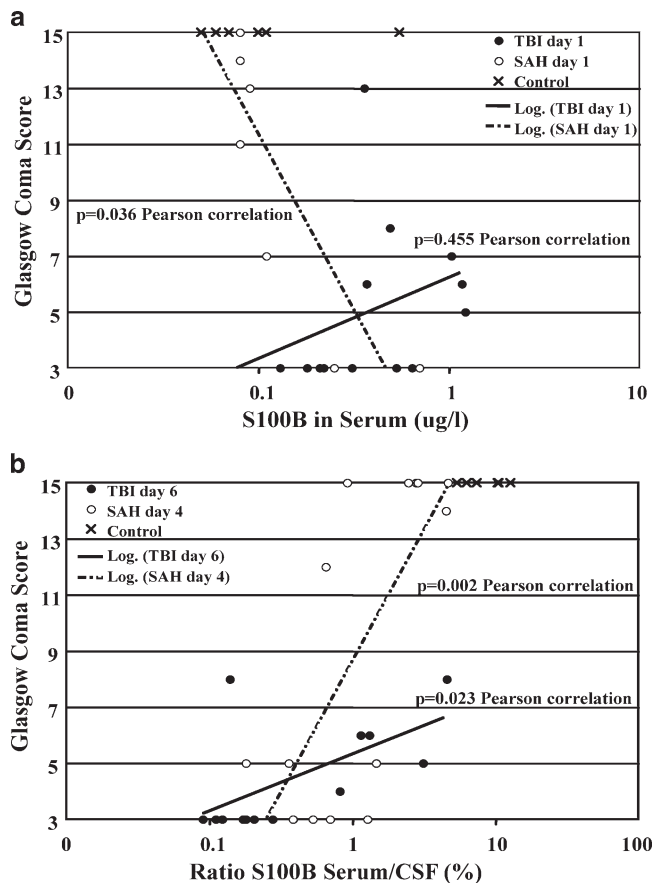 a
15
13
11
9
7
5
3
Glasgow Coma Score
TBI day 1
SAH day 1
Control
Log. (TBI day 1)
Log. (SAH day 1)
p=0.036 Pearson correlation
p=0.455 Pearson correlation
0 0.1 1 10
S100B in Serum (ug/l)
b
15
13
11
9
7
5
3
Glasgow Coma Score
TBI day 6
SAH day 4
Control
Log. (TBI day 6)
Log. (SAH day 4)
p=0.002 Pearson correlation
p=0.023 Pearson correlation
0 0.1 1 10 100
Ratio S100B Serum/CSF (%)